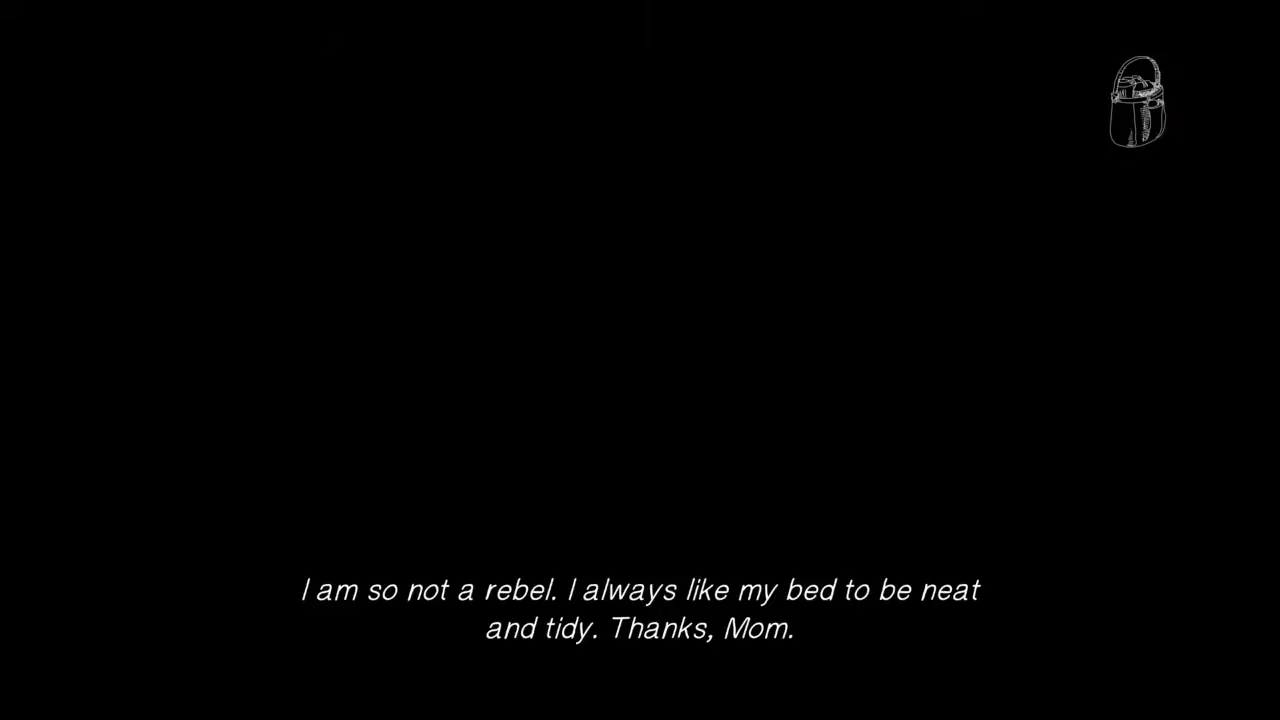 I am so not a rebel. I always like my bed to be neat
and tidy. Thanks, Mom.